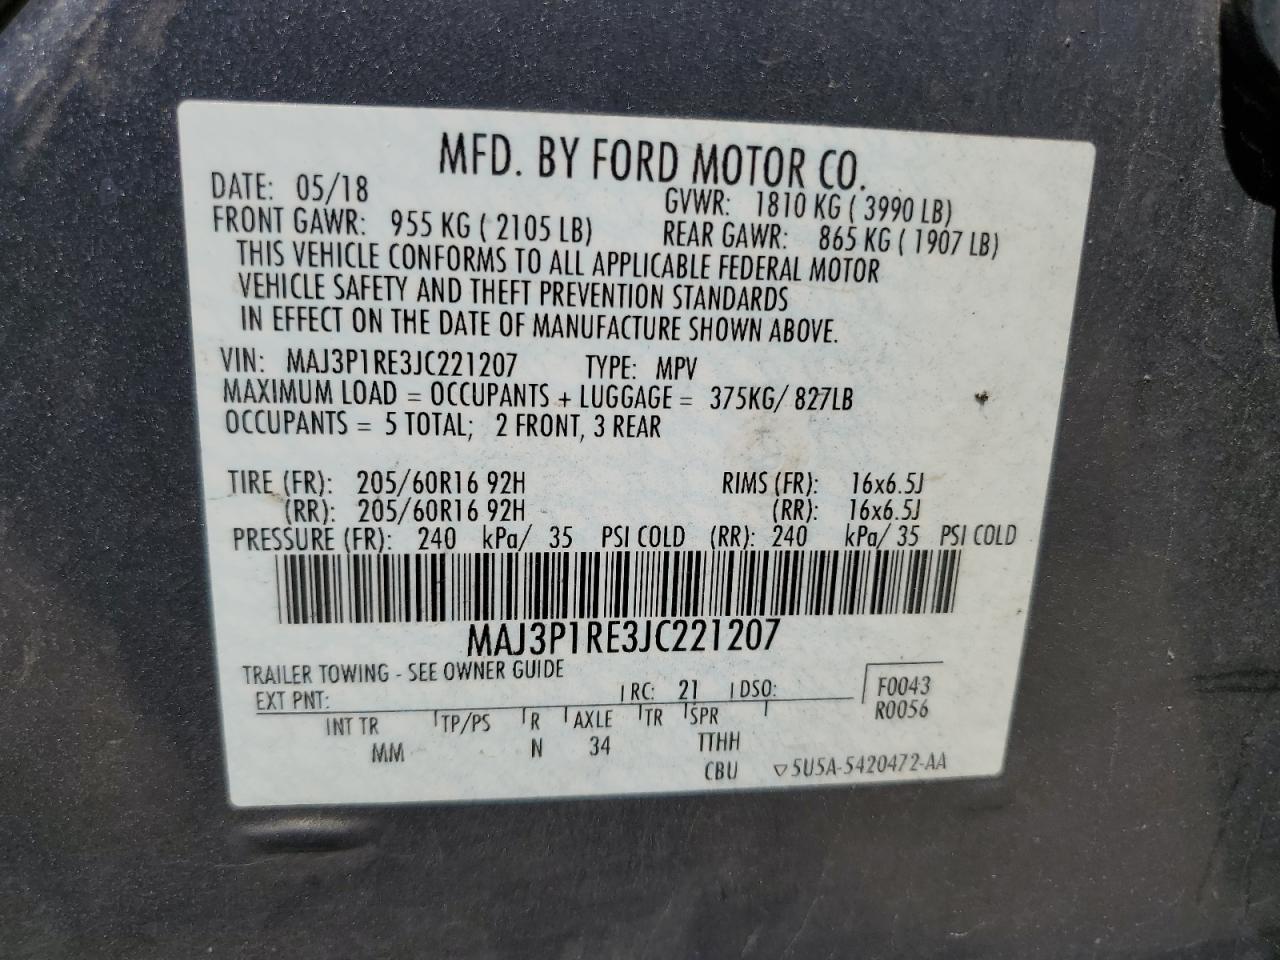 MFD. BY FORD MOTOR CO.
DATE: 05/18 GVWR: 1810 KG ( 3990 LB)
FRONT GAWR: 955 KG ( 2105 LB) REAR GAWR: 865 KG ( 1907 LB)
THIS VEHICLE CONFORMS TO ALL APPLICABLE FEDERAL MOTOR
VEHICLE SAFETY AND THEFT PREVENTION STANDARDS
IN EFFECT ON THE DATE OF MANUFACTURE SHOWN ABOVE.
VIN: MAJ3P1RE3JC221207 TYPE: MPV
MAXIMUM LOAD = OCCUPANTS + LUGGAGE = 375KG/ 827LB
OCCUPANTS = 5 TOTAL; 2 FRONT, 3 REAR
TIRE (FR): 205/60R16 92H RIMS (FR): 16x6.5J
(RR): 205/60R16 92H (RR): 16x6.5J
PRESSURE (FR): 240 kPa/ 35 PSI COLD (RR): 240 kPa/ 35 PSI COLD
MAJ3P1RE3JC221207
TRAILER TOWING - SEE OWNER GUIDE
EXT PNT: RC: 21 DSO: F0043
R0056
INT TR TP/PS R AXLE TR SPR
MM N 34 TTHH
CBU ▽5U5A-5420472-AA